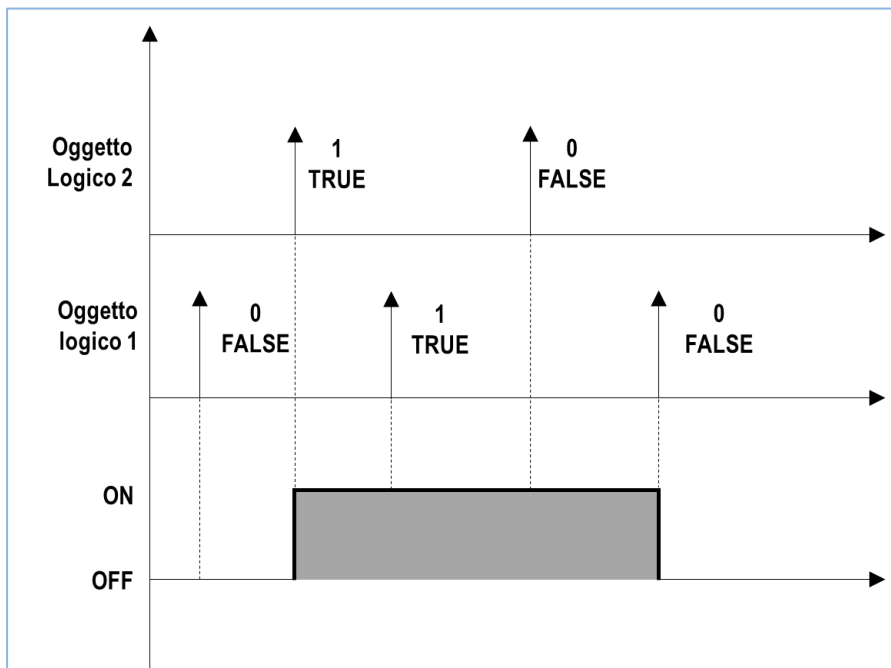 Oggetto
Logico 2
1
TRUE
0
FALSE
Oggetto
logico 1
0
FALSE
1
TRUE
0
FALSE
ON
OFF